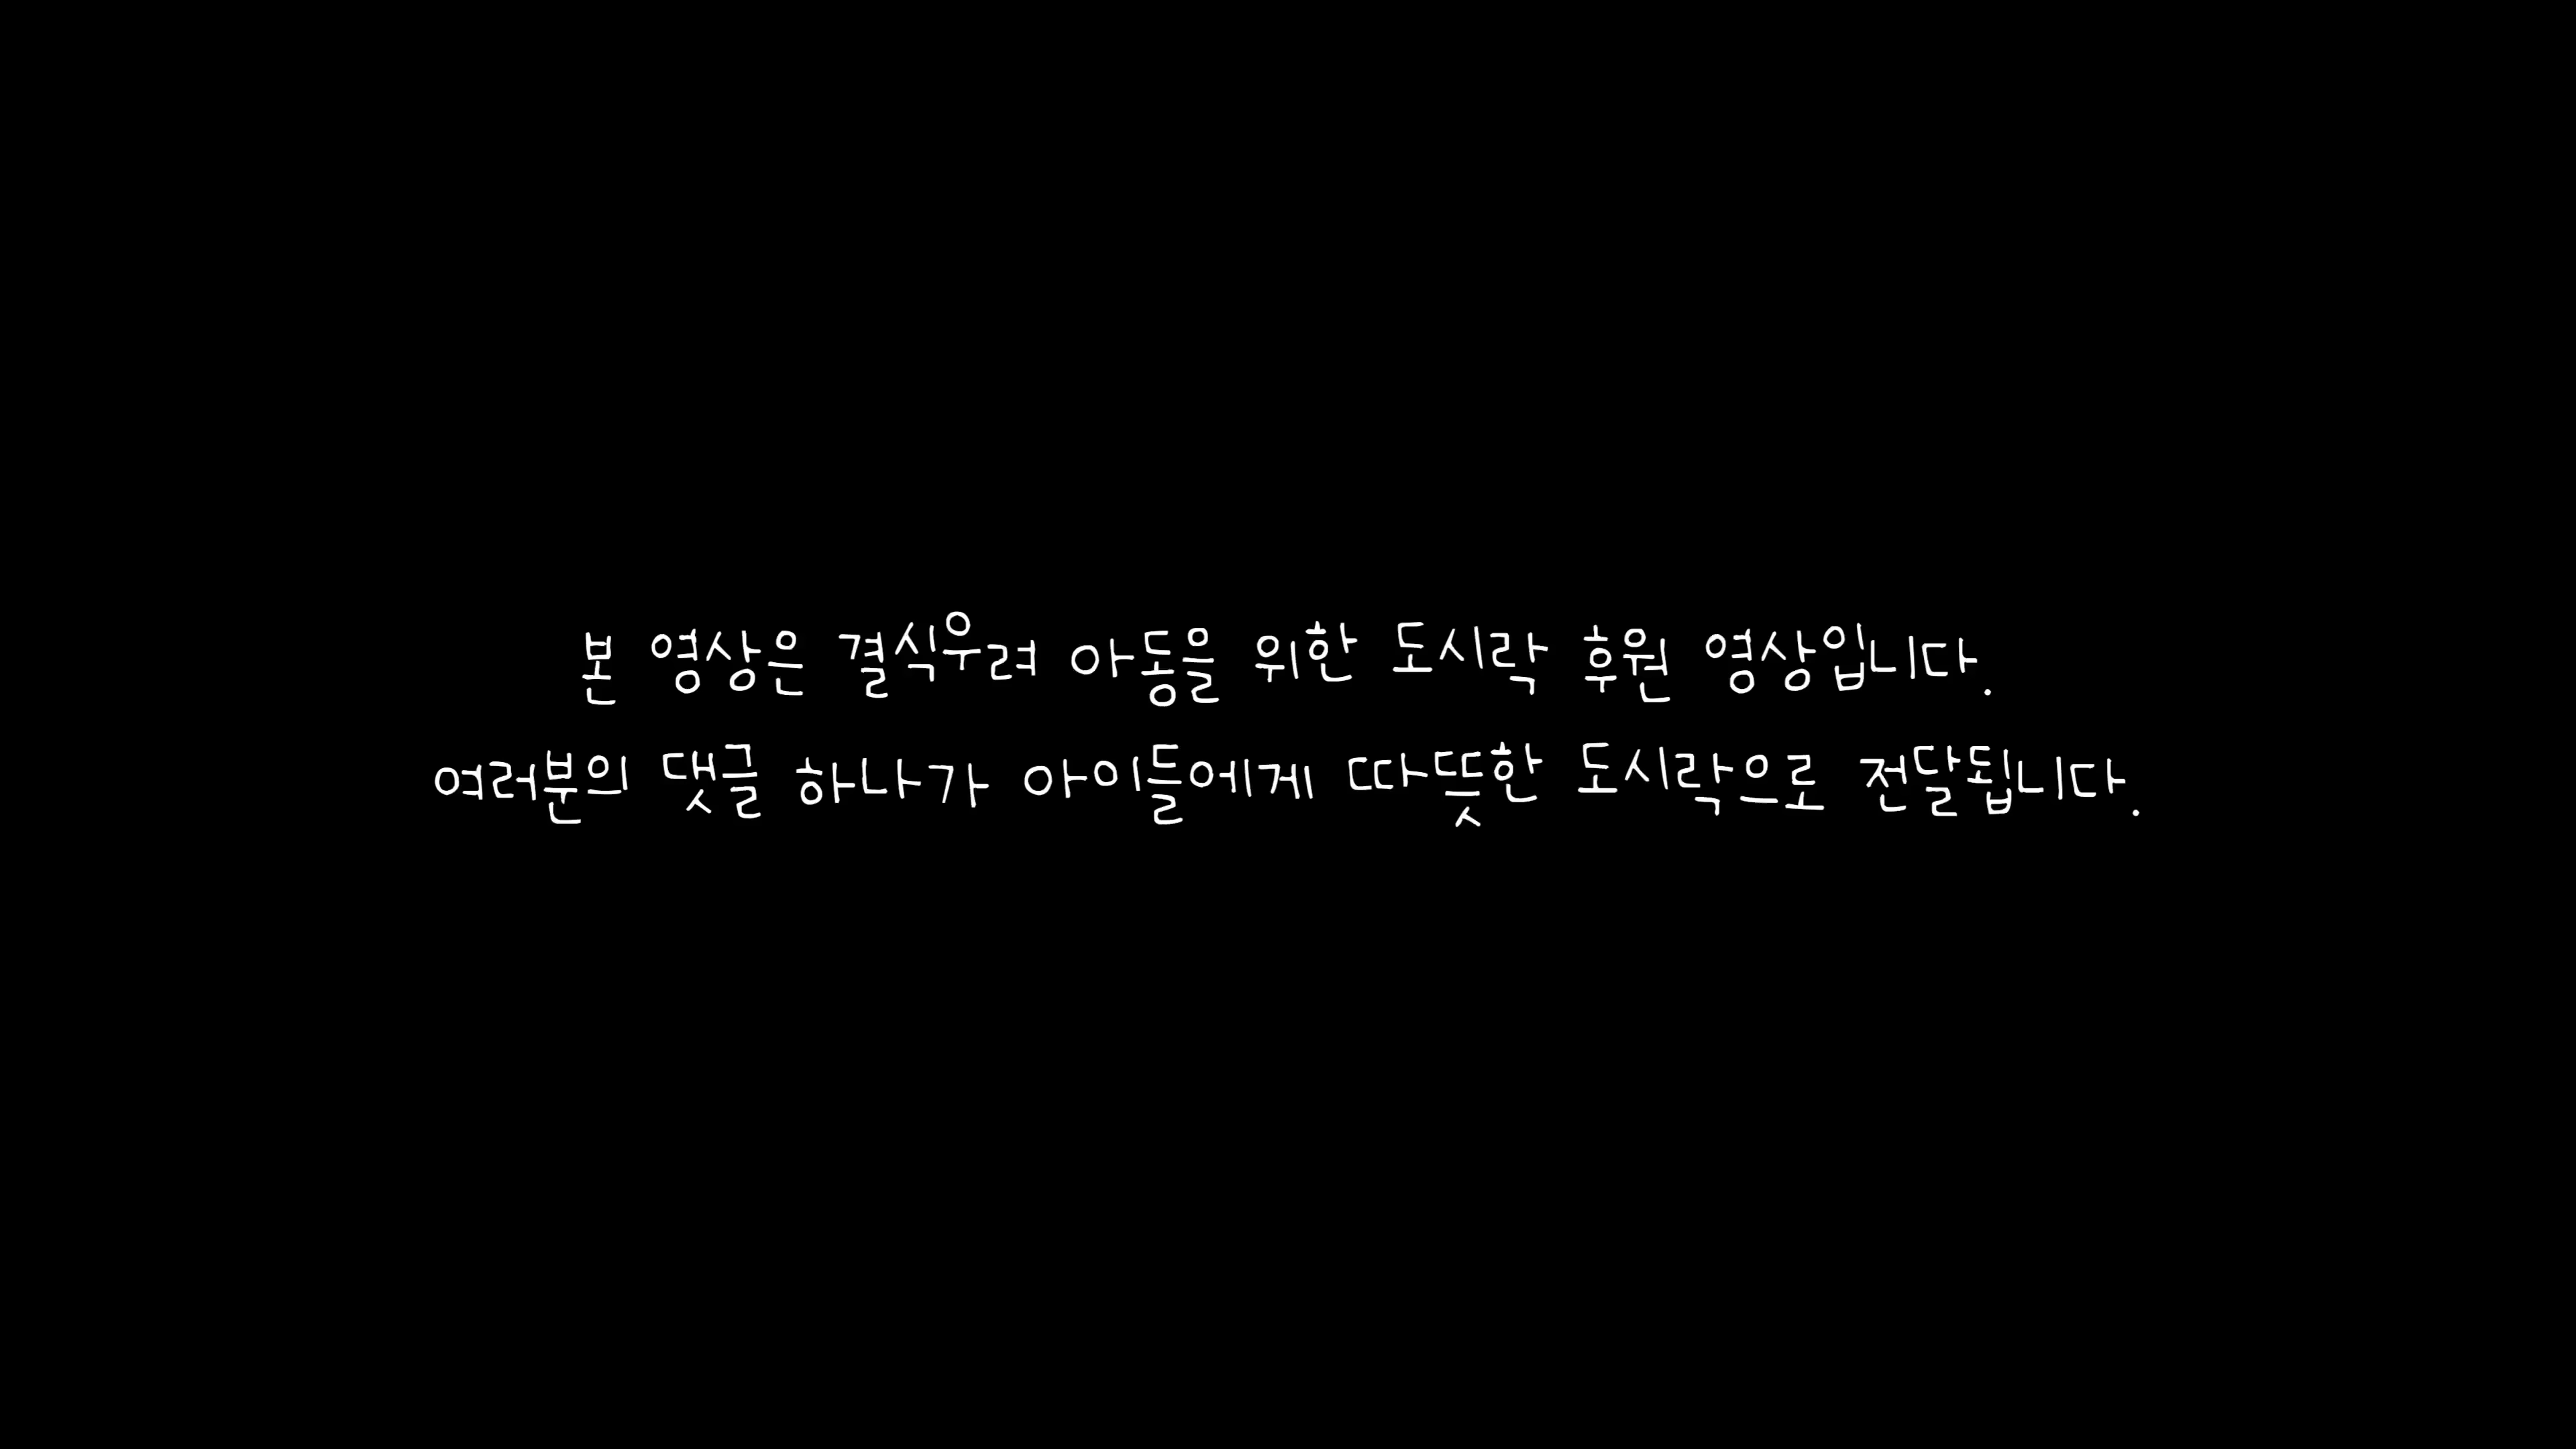 본 영상은 결식우려 아동을 위한 도시락 후원 영상입니다.
여러분의 댓글 하나가 아이들에게 따뜻한 도시락으로 전달됩니다.